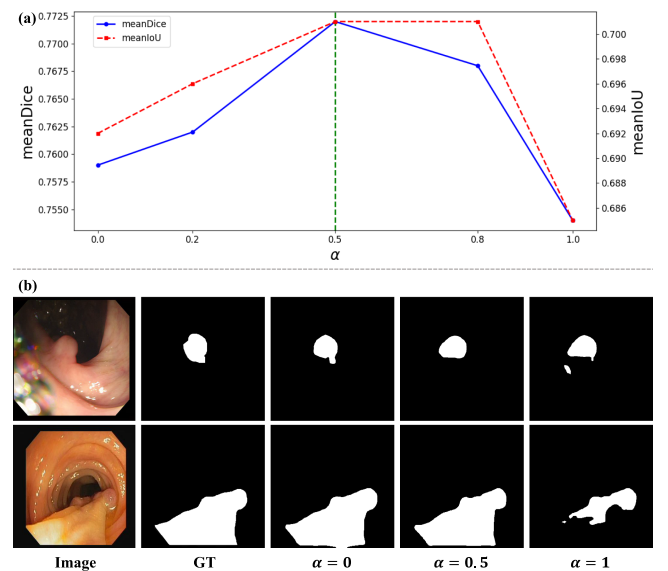 (a)
meanDice
meanIoU
0.7725
0.7700
0.7675
0.7650
0.7625
0.7600
0.7575
0.7550
meanDice
0.700
0.698
0.696
0.694
0.692
0.690
0.688
0.686
meanIoU
0.0 0.2 0.5 0.8 1.0
α
(b)
Image GT α = 0 α = 0.5 α = 1